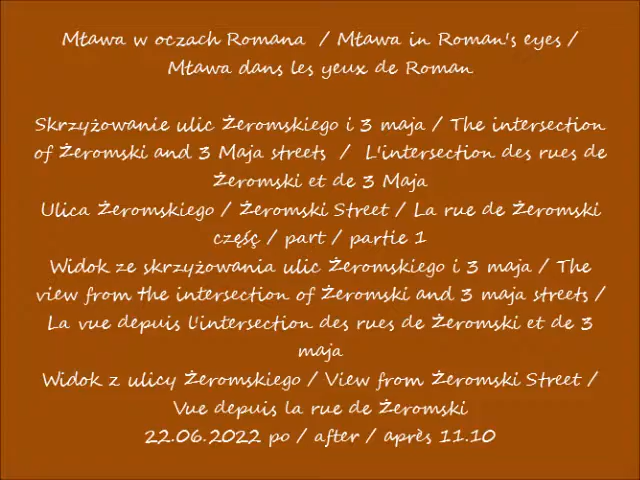 Mława w oczach Romana / Mława in Roman's eyes /
Mława dans les yeux de Roman
Skrzyżowanie ulic Żeromskiego i 3 maja / The intersection
of Żeromski and 3 Maja streets / L'intersection des rues de
Żeromski et de 3 Maja
Ulica Żeromskiego / Żeromski Street / La rue de Żeromski
częśç / part / partie 1
Widok ze skrzyżowania ulic Żeromskiego i 3 maja / The
view from the intersection of Żeromski and 3 maja streets /
La vue depuis l'intersection des rues de Żeromski et de 3
maja
Widok z ulicy Żeromskiego / View from Żeromski Street /
Vue depuis la rue de Żeromski
22.06.2022 po / after / après 11.10